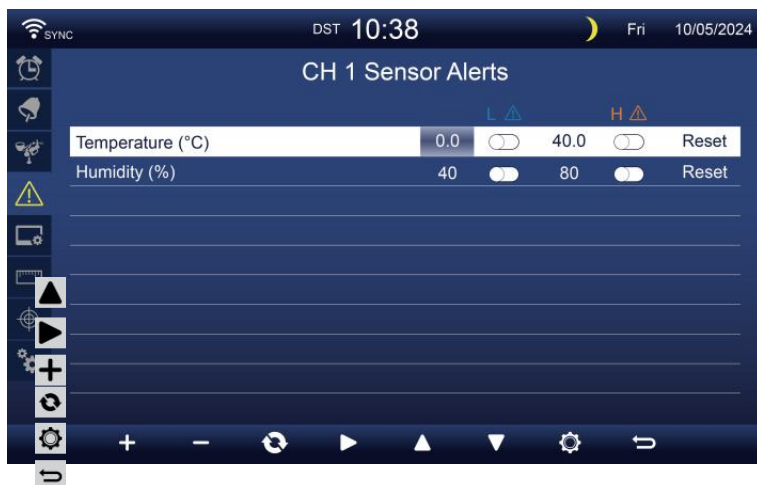 SYNC DST 10:38 Fri 10/05/2024
CH 1 Sensor Alerts
L H
Temperature (°C) 0.0 40.0 Reset
Humidity (%) 40 80 Reset